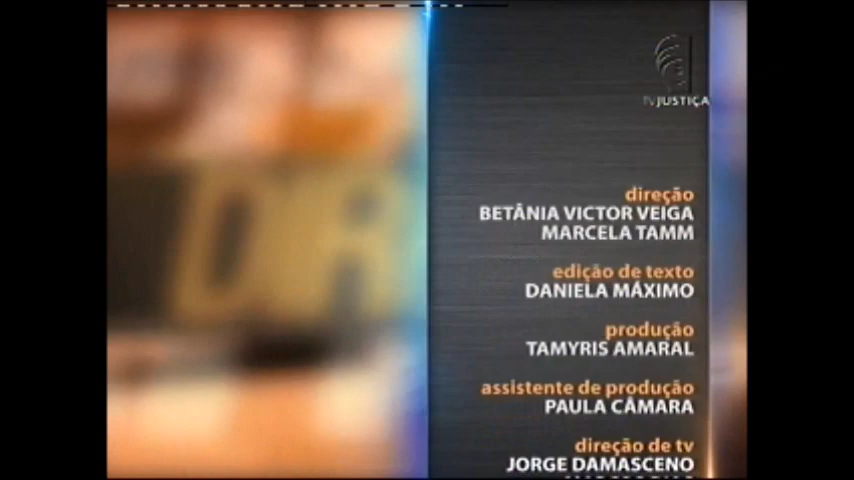 TV JUSTIÇA
direção
BETÂNIA VICTOR VEIGA
MARCELA TAMM
edição de texto
DANIELA MÁXIMO
produção
TAMYRIS AMARAL
assistente de produção
PAULA CÂMARA
direção de tv
JORGE DAMASCENO